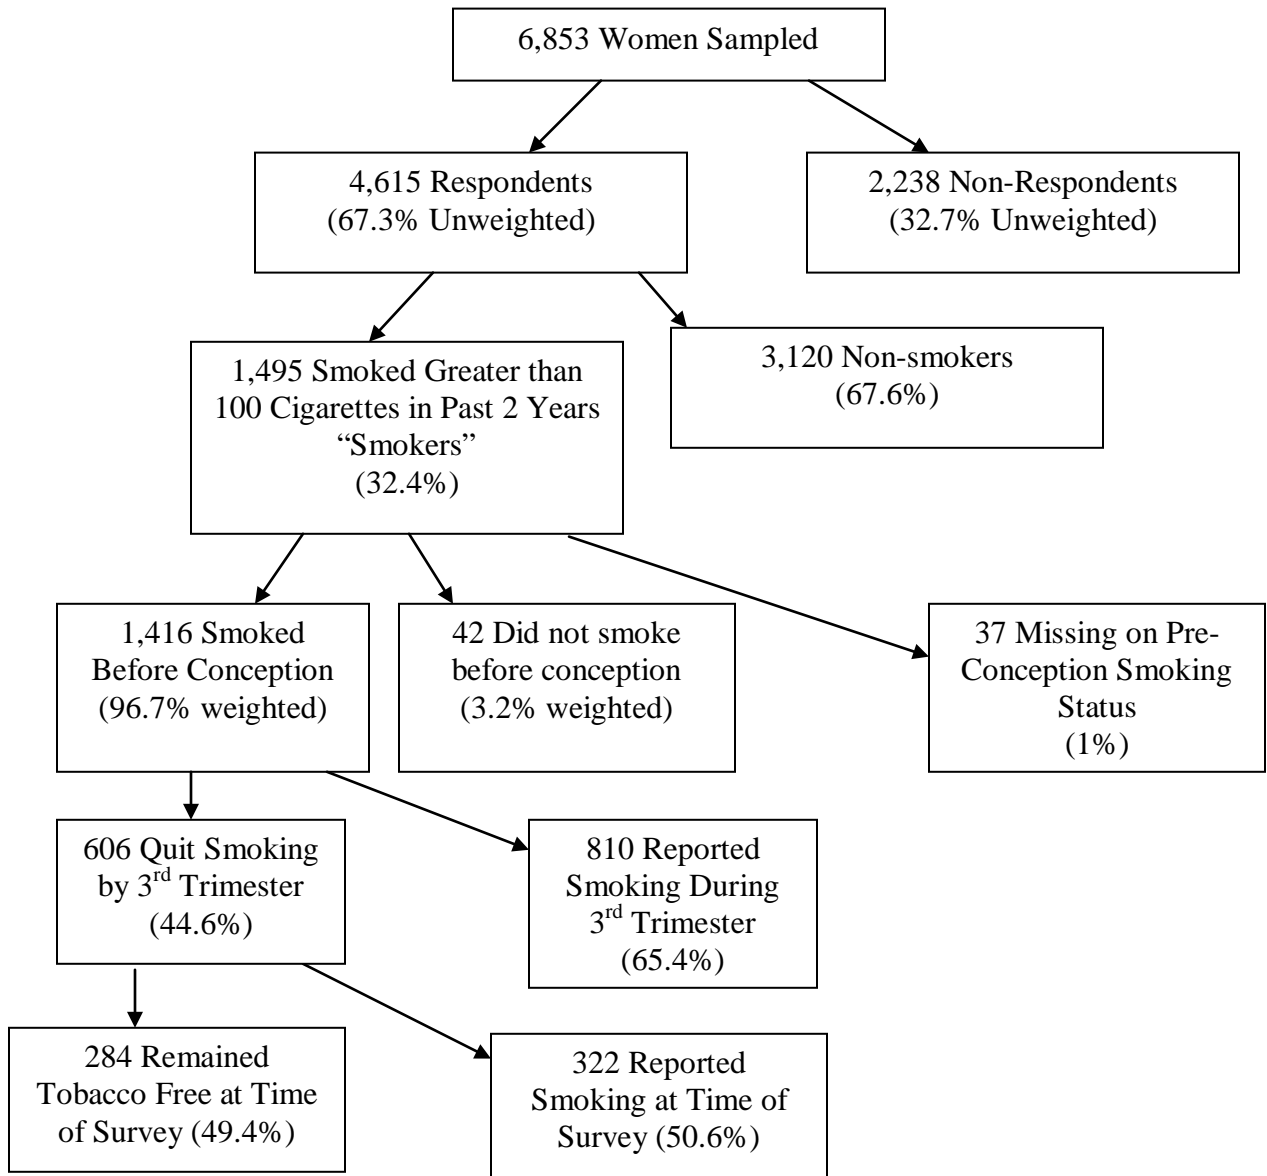 6,853 Women Sampled
4,615 Respondents
(67.3% Unweighted)
2,238 Non-Respondents
(32.7% Unweighted)
1,495 Smoked Greater than
100 Cigarettes in Past 2 Years
“Smokers”
(32.4%)
3,120 Non-smokers
(67.6%)
1,416 Smoked
Before Conception
(96.7% weighted)
42 Did not smoke
before conception
(3.2% weighted)
37 Missing on Pre-
Conception Smoking
Status
(1%)
606 Quit Smoking
by 3rd Trimester
(44.6%)
810 Reported
Smoking During
3rd Trimester
(65.4%)
284 Remained
Tobacco Free at Time
of Survey (49.4%)
322 Reported
Smoking at Time of
Survey (50.6%)